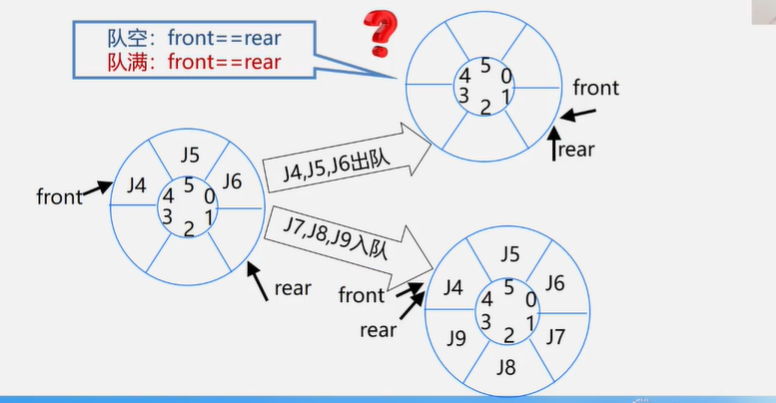 队空：front==rear
队满：front==rear
?
5
4 0
3 1
2
front
rear
J4,J5,J6出队
J5
J4 J6
5
4 0
3 1
2
front
rear
J7,J8,J9入队
J5
J4 J6
5
4 0
3 1
2
J9 J7
J8
front
rear